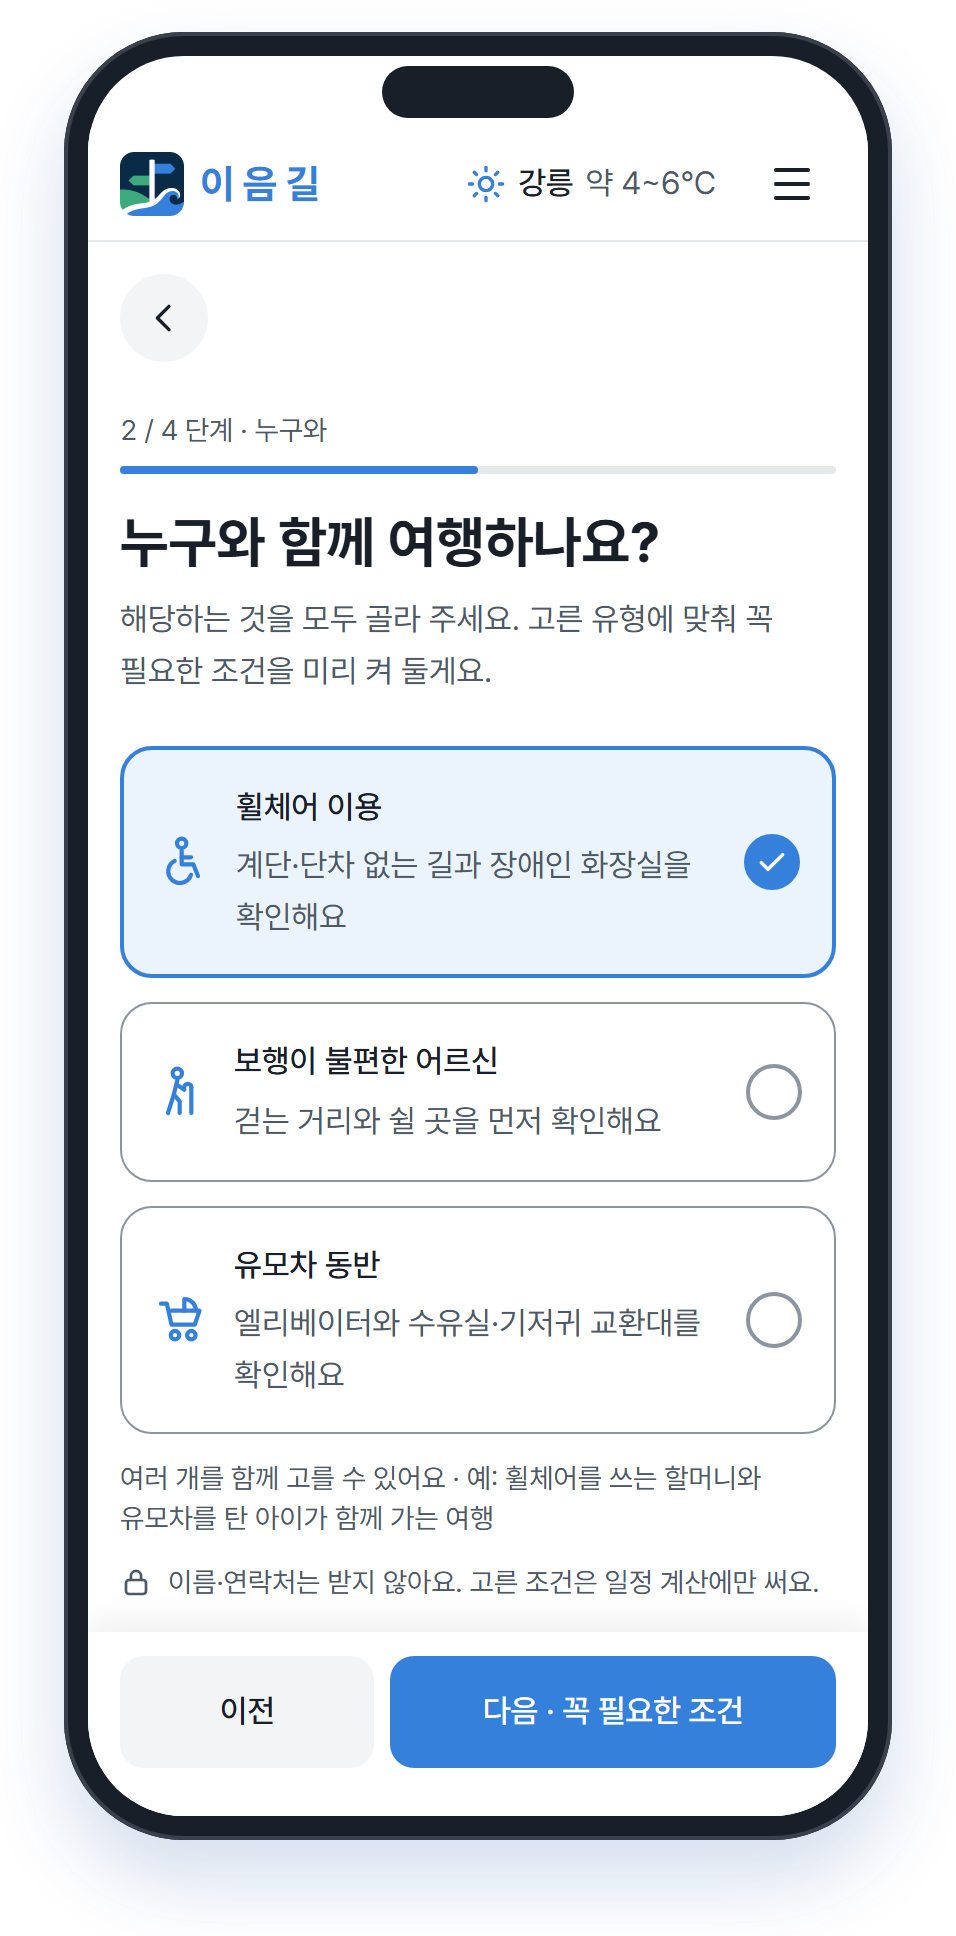 이음길
강릉 약 4~6°C
2 / 4 단계 · 누구와
누구와 함께 여행하나요?
해당하는 것을 모두 골라 주세요. 고른 유형에 맞춰 꼭
필요한 조건을 미리 켜 둘게요.
휠체어 이용
계단·단차 없는 길과 장애인 화장실을
확인해요
보행이 불편한 어르신
걷는 거리와 쉴 곳을 먼저 확인해요
유모차 동반
엘리베이터와 수유실·기저귀 교환대를
확인해요
여러 개를 함께 고를 수 있어요 · 예: 휠체어를 쓰는 할머니와
유모차를 탄 아이가 함께 가는 여행
이름·연락처는 받지 않아요. 고른 조건은 일정 계산에만 써요.
이전
다음 · 꼭 필요한 조건